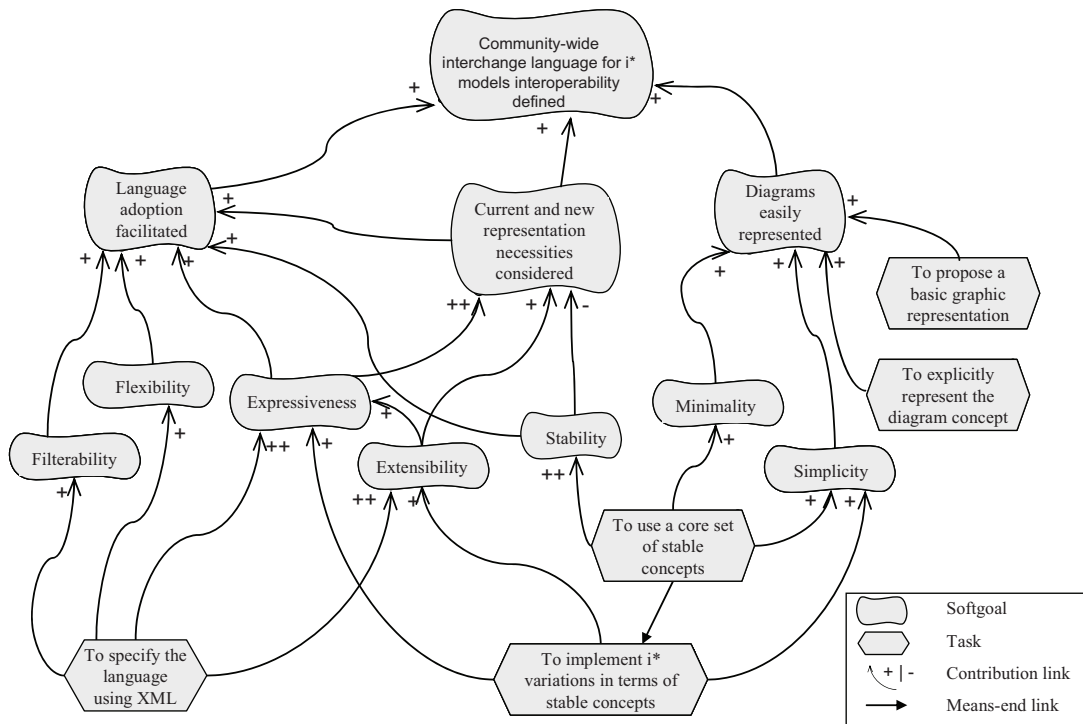 Community-wide
interchange language for i*
models interoperability
defined
+
+
+
Language
adoption
facilitated
+
+
+
+
+
Current and new
representation
necessities
considered
++
+
-
Diagrams
easily
represented
+
+
+
+
To propose a
basic graphic
representation
To explicitly
represent the
diagram concept
Filterability
+
Flexibility
+
Expressiveness
+
++
+
Extensibility
++
+
Stability
++
Minimality
+
Simplicity
+
+
To use a core set
of stable
concepts
To specify the
language
using XML
To implement i*
variations in terms of
stable concepts
Softgoal
Task
+ | -
Contribution link
Means-end link